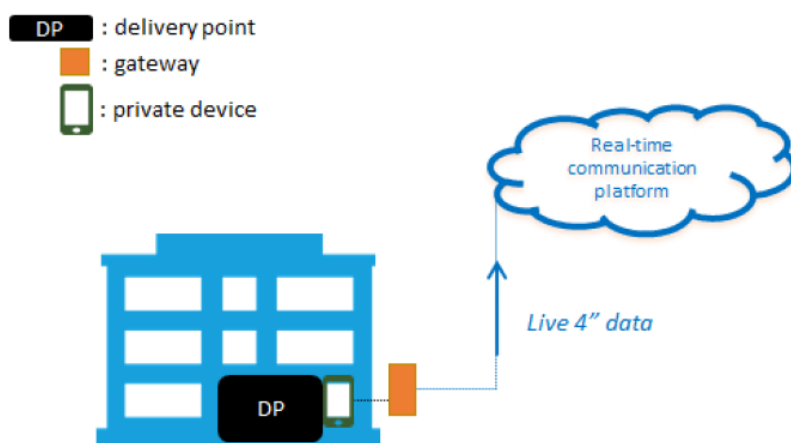 DP : delivery point
: gateway
: private device
Real-time
communication
platform
Live 4” data
DP